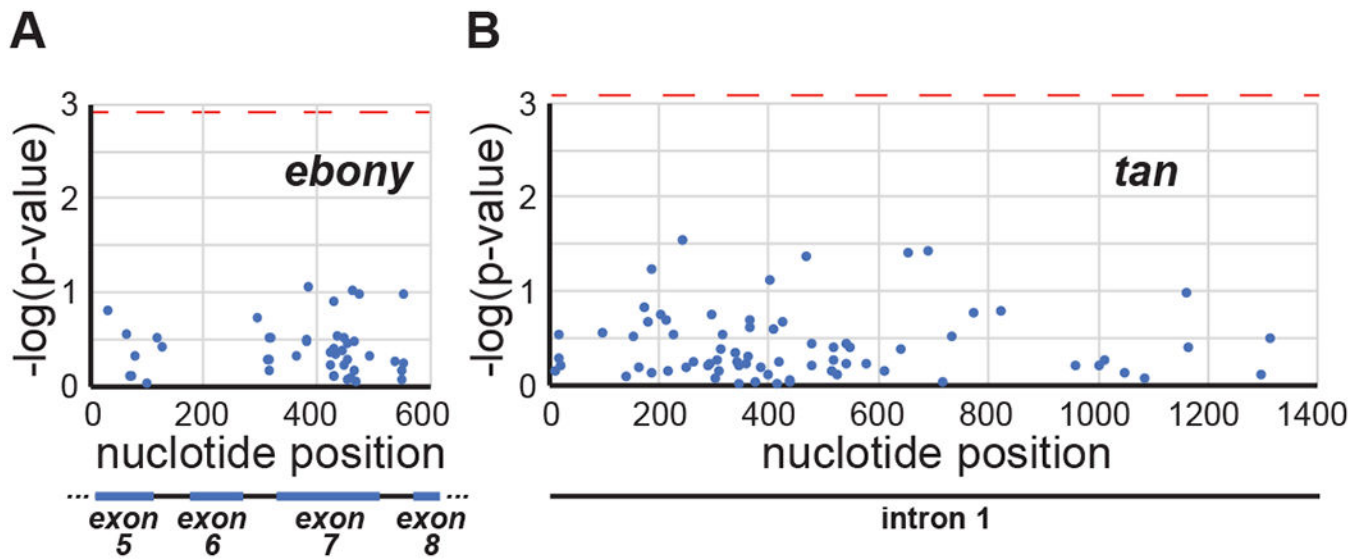 A
-log(p-value)
3
2
1
0
ebony
0 200 400 600
nuclotide position
... ...
exon exon exon exon
5 6 7 8
B
-log(p-value)
3
2
1
0
tan
0 200 400 600 800 1000 1200 1400
nuclotide position
intron 1